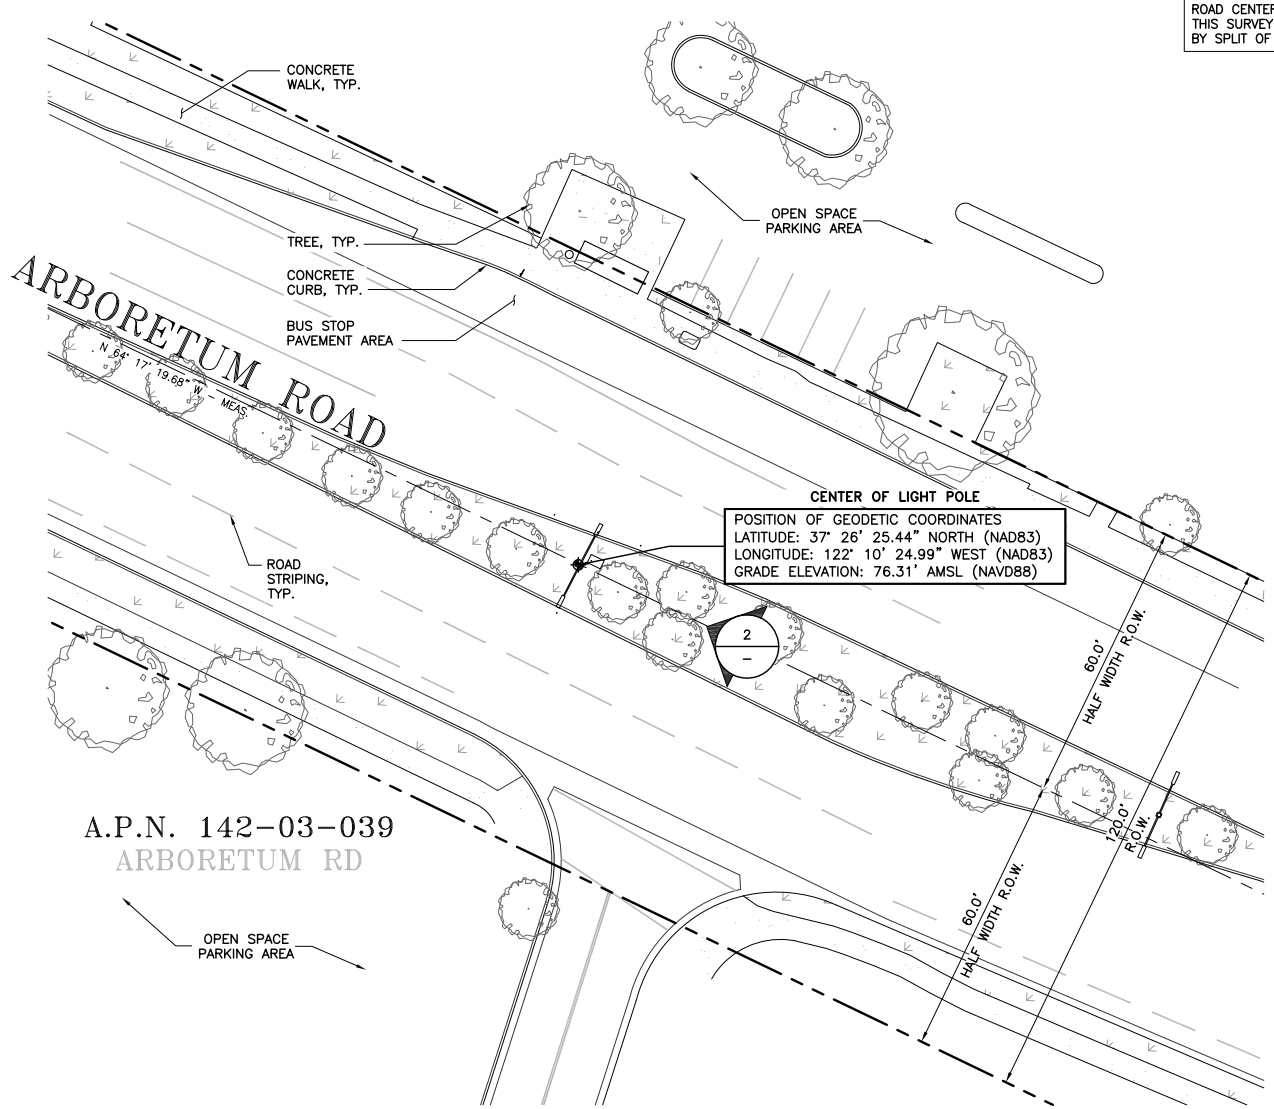 ROAD CENTER
THIS SURVEY
BY SPLIT OF
CONCRETE
WALK, TYP.
OPEN SPACE
PARKING AREA
TREE, TYP.
CONCRETE
CURB, TYP.
BUS STOP
PAVEMENT AREA
ARBORETUM ROAD
N 64° 17' 19.68" W - MEAS.
CENTER OF LIGHT POLE
POSITION OF GEODETIC COORDINATES
LATITUDE: 37° 26' 25.44" NORTH (NAD83)
LONGITUDE: 122° 10' 24.99" WEST (NAD83)
GRADE ELEVATION: 76.31' AMSL (NAVD88)
ROAD
STRIPING,
TYP.
2
–
60.0'
HALF WIDTH R.O.W.
120.0'
R.O.W.
60.0'
HALF WIDTH R.O.W.
A.P.N. 142-03-039
ARBORETUM RD
OPEN SPACE
PARKING AREA